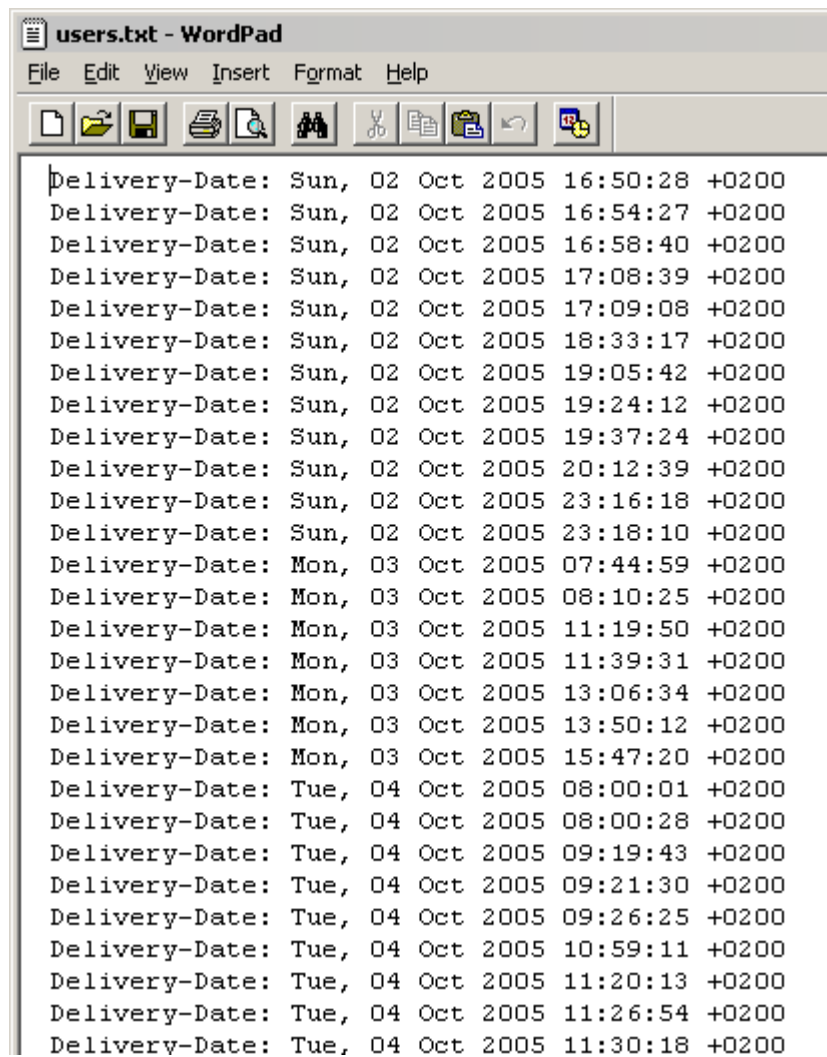 users.txt - WordPad
File Edit View Insert Format Help
Delivery-Date: Sun, 02 Oct 2005 16:50:28 +0200
Delivery-Date: Sun, 02 Oct 2005 16:54:27 +0200
Delivery-Date: Sun, 02 Oct 2005 16:58:40 +0200
Delivery-Date: Sun, 02 Oct 2005 17:08:39 +0200
Delivery-Date: Sun, 02 Oct 2005 17:09:08 +0200
Delivery-Date: Sun, 02 Oct 2005 18:33:17 +0200
Delivery-Date: Sun, 02 Oct 2005 19:05:42 +0200
Delivery-Date: Sun, 02 Oct 2005 19:24:12 +0200
Delivery-Date: Sun, 02 Oct 2005 19:37:24 +0200
Delivery-Date: Sun, 02 Oct 2005 20:12:39 +0200
Delivery-Date: Sun, 02 Oct 2005 23:16:18 +0200
Delivery-Date: Sun, 02 Oct 2005 23:18:10 +0200
Delivery-Date: Mon, 03 Oct 2005 07:44:59 +0200
Delivery-Date: Mon, 03 Oct 2005 08:10:25 +0200
Delivery-Date: Mon, 03 Oct 2005 11:19:50 +0200
Delivery-Date: Mon, 03 Oct 2005 11:39:31 +0200
Delivery-Date: Mon, 03 Oct 2005 13:06:34 +0200
Delivery-Date: Mon, 03 Oct 2005 13:50:12 +0200
Delivery-Date: Mon, 03 Oct 2005 15:47:20 +0200
Delivery-Date: Tue, 04 Oct 2005 08:00:01 +0200
Delivery-Date: Tue, 04 Oct 2005 08:00:28 +0200
Delivery-Date: Tue, 04 Oct 2005 09:19:43 +0200
Delivery-Date: Tue, 04 Oct 2005 09:21:30 +0200
Delivery-Date: Tue, 04 Oct 2005 09:26:25 +0200
Delivery-Date: Tue, 04 Oct 2005 10:59:11 +0200
Delivery-Date: Tue, 04 Oct 2005 11:20:13 +0200
Delivery-Date: Tue, 04 Oct 2005 11:26:54 +0200
Delivery-Date: Tue, 04 Oct 2005 11:30:18 +0200